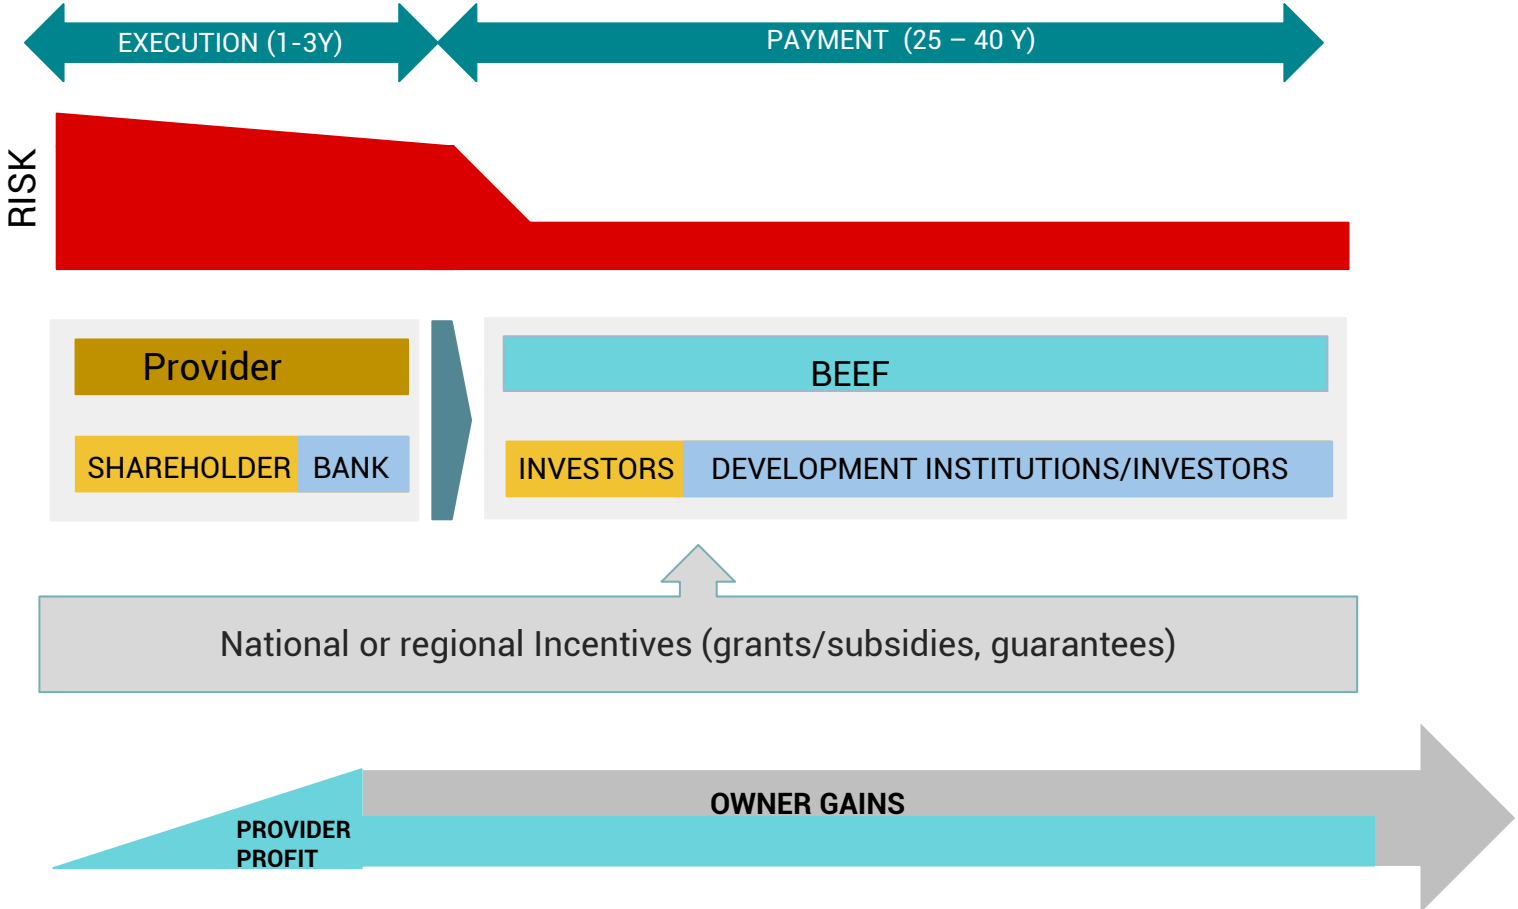 EXECUTION (1-3Y)
PAYMENT (25 – 40 Y)
RISK
Provider
BEEF
SHAREHOLDER
BANK
INVESTORS
DEVELOPMENT INSTITUTIONS/INVESTORS
National or regional Incentives (grants/subsidies, guarantees)
OWNER GAINS
PROVIDER
PROFIT